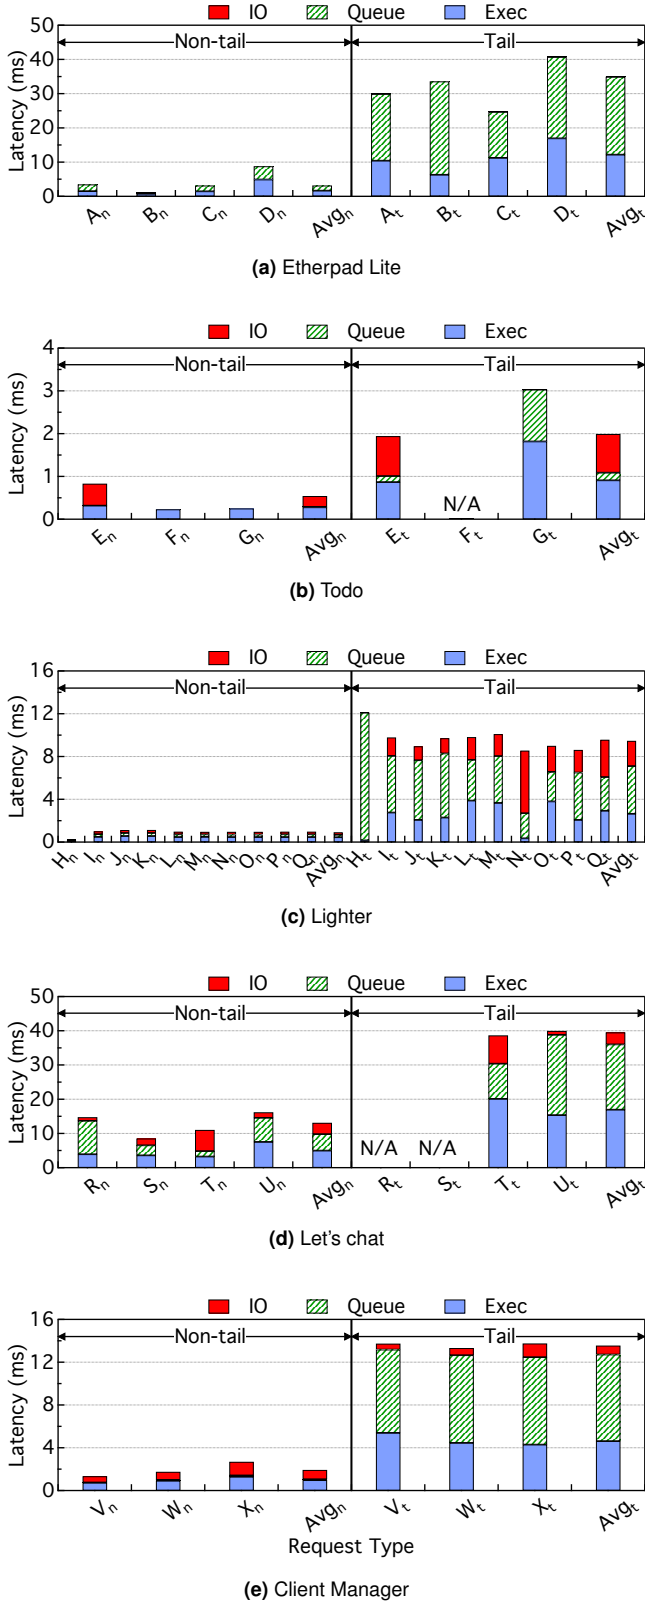 IO Queue Exec
Latency (ms)
50
40
30
20
10
0
Non-tail Tail
Aₙ Bₙ Cₙ Dₙ Avgₙ Aₜ Bₜ Cₜ Dₜ Avgₜ
(a) Etherpad Lite
IO Queue Exec
Latency (ms)
4
3
2
1
0
Non-tail Tail
N/A
Eₙ Fₙ Gₙ Avgₙ Eₜ Fₜ Gₜ Avgₜ
(b) Todo
IO Queue Exec
Latency (ms)
16
12
8
4
0
Non-tail Tail
Hₙ Iₙ Jₙ Kₙ Lₙ Mₙ Nₙ Oₙ Pₙ Qₙ Avgₙ Hₜ Iₜ Jₜ Kₜ Lₜ Mₜ Nₜ Oₜ Pₜ Qₜ Avgₜ
(c) Lighter
IO Queue Exec
Latency (ms)
50
40
30
20
10
0
Non-tail Tail
N/A N/A
Rₙ Sₙ Tₙ Uₙ Avgₙ Rₜ Sₜ Tₜ Uₜ Avgₜ
(d) Let's chat
IO Queue Exec
Latency (ms)
16
12
8
4
0
Non-tail Tail
Vₙ Wₙ Xₙ Avgₙ Vₜ Wₜ Xₜ Avgₜ
Request Type
(e) Client Manager